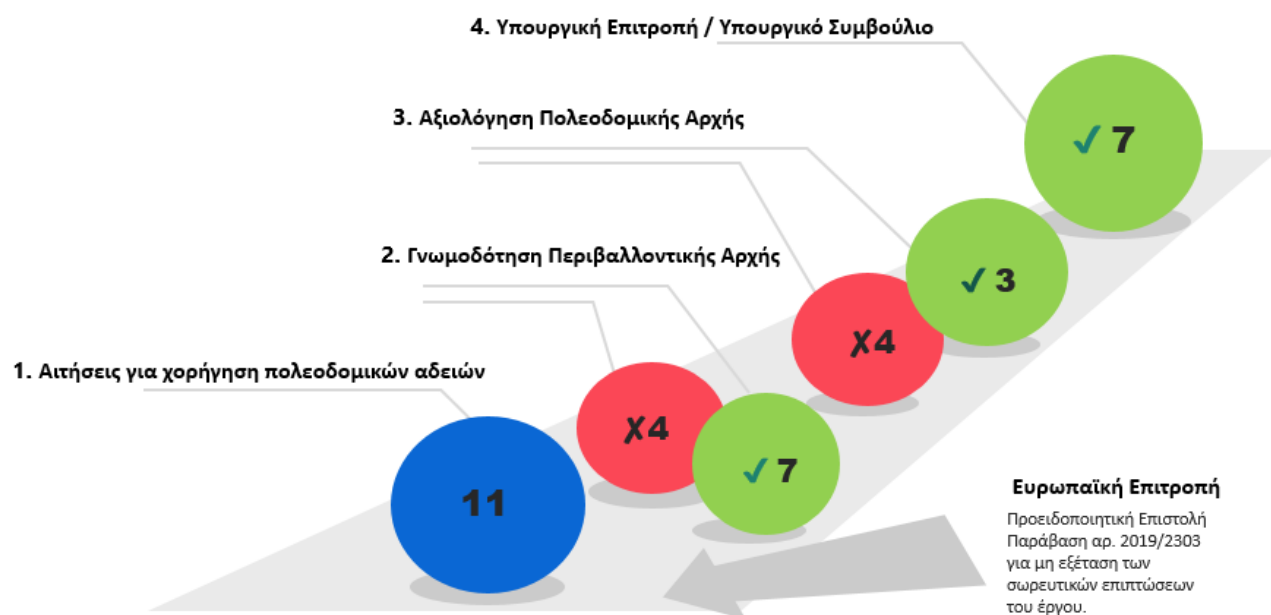 4. Υπουργική Επιτροπή / Υπουργικό Συμβούλιο
✓ 7
3. Αξιολόγηση Πολεοδομικής Αρχής
✓ 3
✗4
2. Γνωμοδότηση Περιβαλλοντικής Αρχής
1. Αιτήσεις για χορήγηση πολεοδομικών αδειών
✗4
✓ 7
11
Ευρωπαϊκή Επιτροπή
Προειδοποιητική Επιστολή
Παράβαση αρ. 2019/2303
για μη εξέταση των
σωρευτικών επιπτώσεων
του έργου.